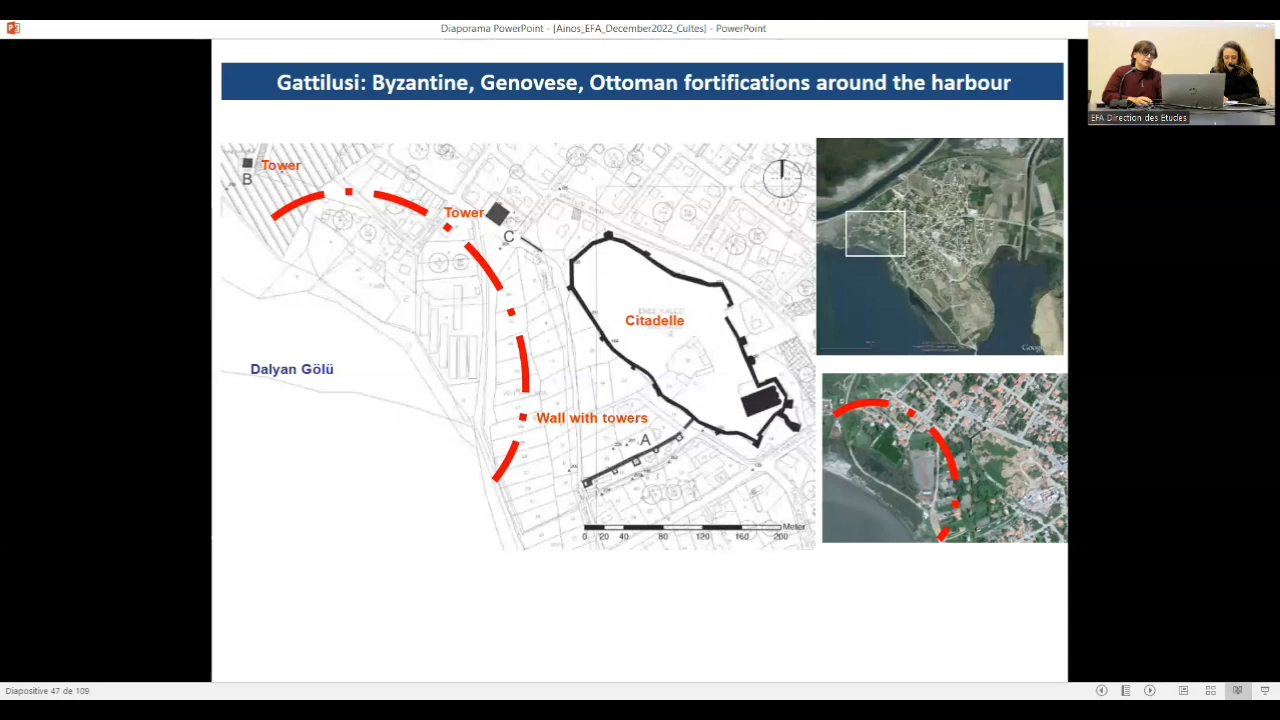 Diaporama PowerPoint - [Ainos_EFA_December2022_Cultes] - PowerPoint
Gattilusi: Byzantine, Genovese, Ottoman fortifications around the harbour
EFA Direction des Etudes
Tower
B
Tower
C
Citadelle
Dalyan Gölü
Wall with towers
A
Meter
0 20 40 80 120 160 200
Goo
Diapositive 47 de 109